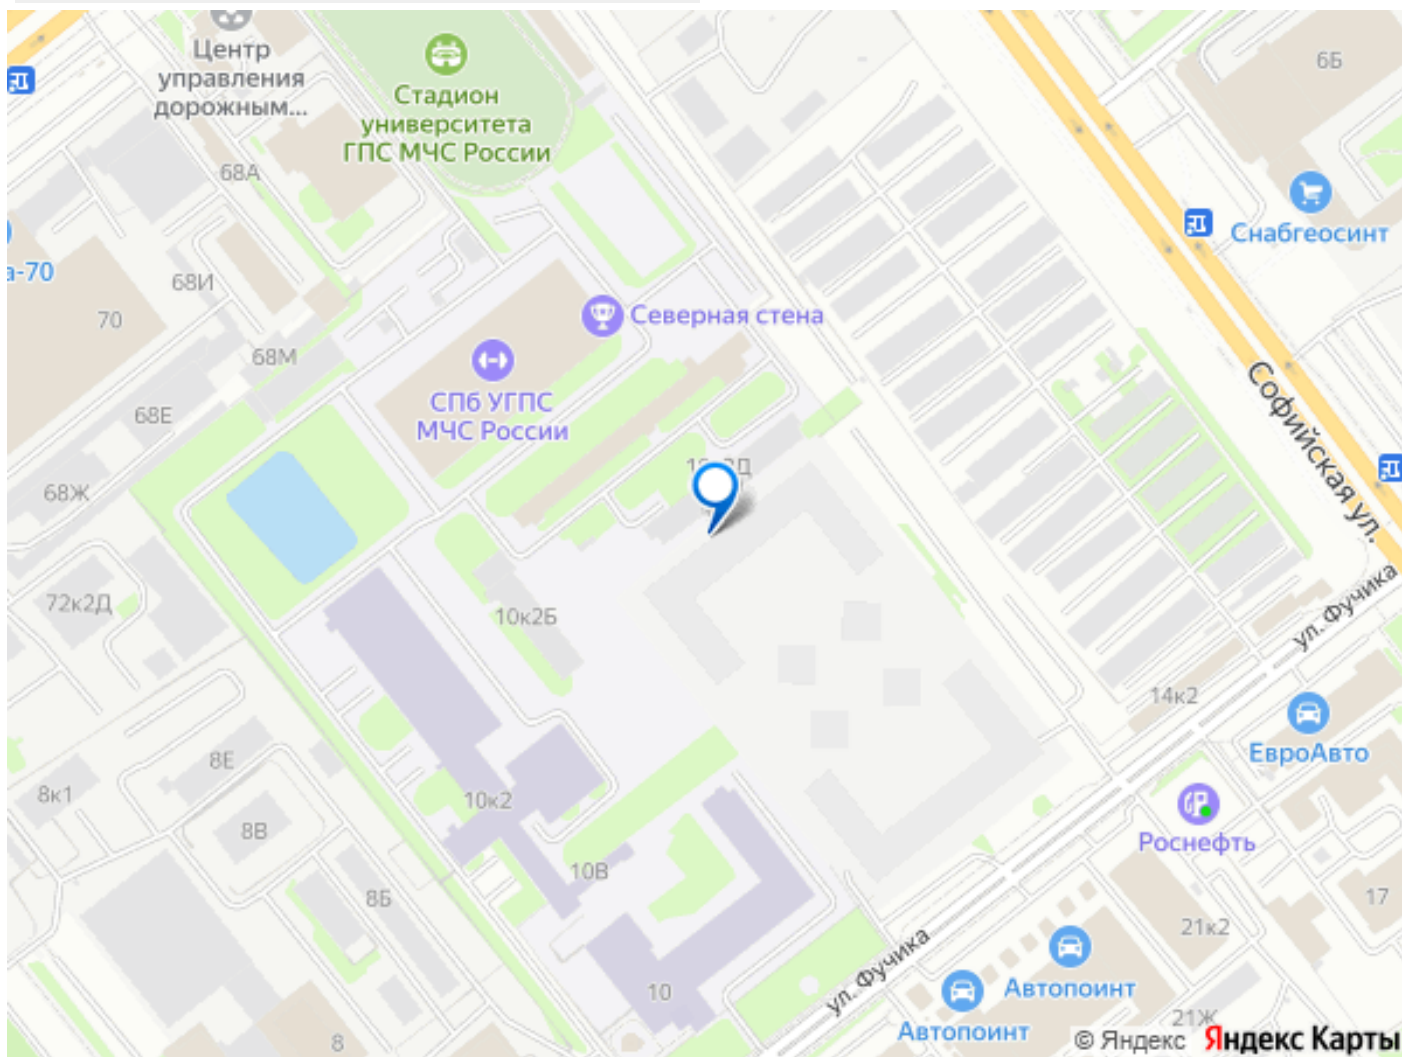 Центр
управления
дорожным...
Стадион
университета
ГПС МЧС России
6Б
68А
Снабгеосинт
а-70
68И
70
Северная стена
68М
СПб УГПС
МЧС России
68Е
Софийская ул.
68Ж
72к2Д
10к2Б
ул. Фучика
14к2
ЕвроАвто
8Е
8к1
10к2
8В
Роснефть
10В
8Б
17
21к2
ул. Фучика
10
Автопоинт
Автопоинт
21Ж
8
© Яндекс Яндекс Карты